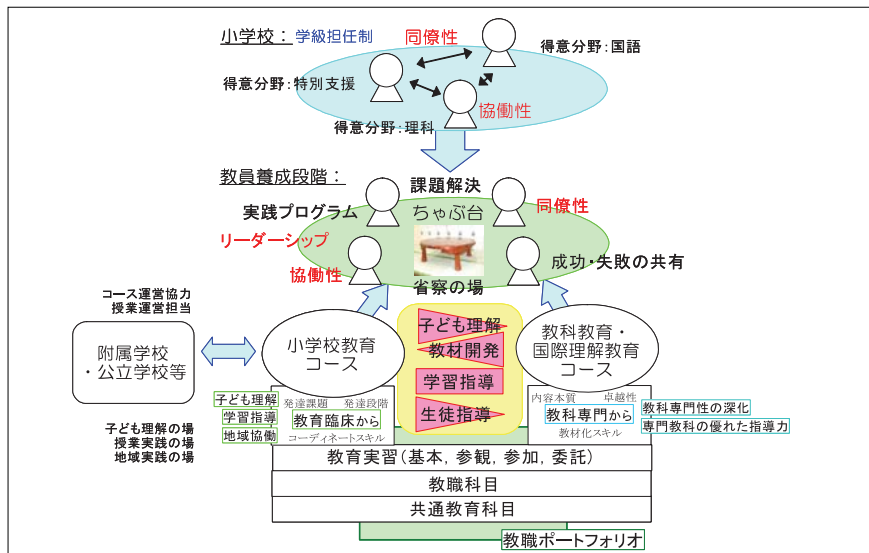 小学校： 学級担任制
同僚性
得意分野：国語
得意分野：特別支援
協働性
得意分野：理科
教員養成段階：
課題解決
実践プログラム
ちゃぶ台
同僚性
リーダーシップ
協働性
成功・失敗の共有
省察の場
コース運営協力
授業運営担当
附属学校
・公立学校等
子ども理解の場
授業実践の場
地域実践の場
小学校教育
コース
子ども理解
教材開発
学習指導
生徒指導
教科教育・
国際理解教育
コース
子ども理解
学習指導
地域協働
発達課題 発達段階
教育臨床から
コーディネートスキル
内容本質 卓越性
教科専門から
教材化スキル
教科専門性の深化
専門教科の優れた指導力
教育実習（基本，参観，参加，委託）
教職科目
共通教育科目
教職ポートフォリオ